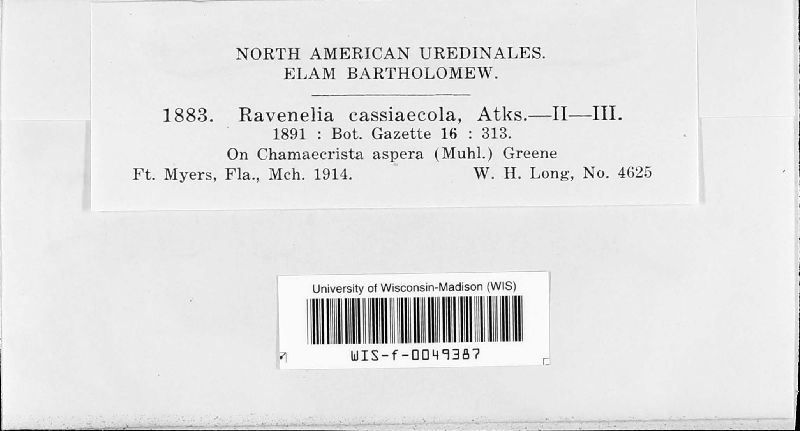 NORTH AMERICAN UREDINALES.
ELAM BARTHOLOMEW.
1883. Ravenelia cassiaecola, Atks.—II—III.
1891 : Bot. Gazette 16 : 313.
On Chamaecrista aspera (Muhl.) Greene
Ft. Myers, Fla., Mch. 1914. W. H. Long, No. 4625
University of Wisconsin-Madison (WIS)
WIS-f-0049387